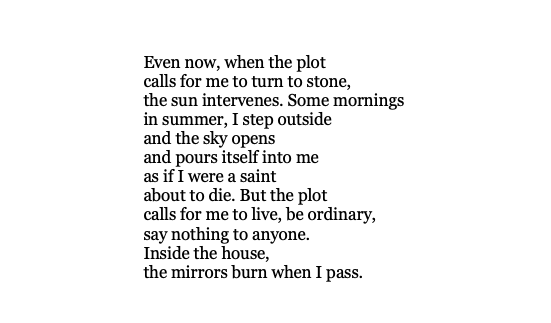 Even now, when the plot
calls for me to turn to stone,
the sun intervenes. Some mornings
in summer, I step outside
and the sky opens
and pours itself into me
as if I were a saint
about to die. But the plot
calls for me to live, be ordinary,
say nothing to anyone.
Inside the house,
the mirrors burn when I pass.